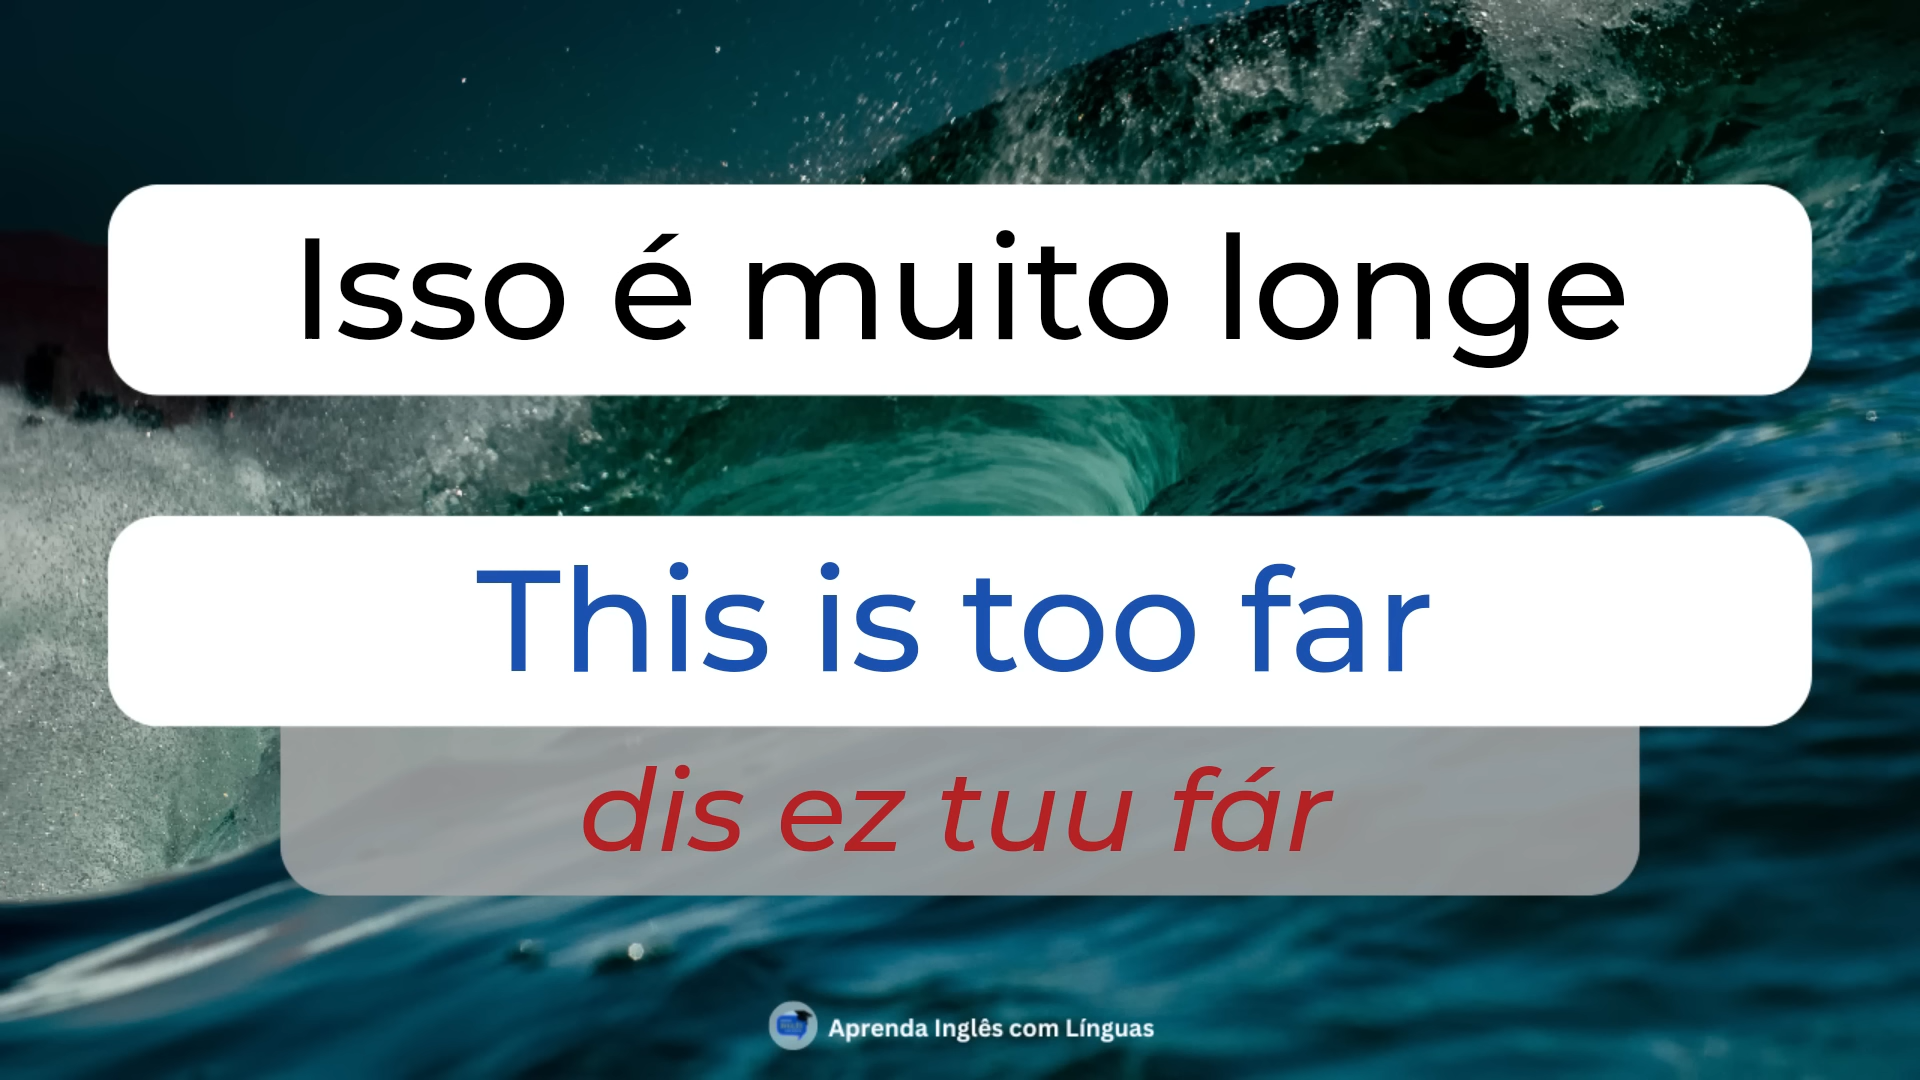 Isso é muito longe
This is too far
dis ez tuu fár
Aprenda Inglês com Línguas